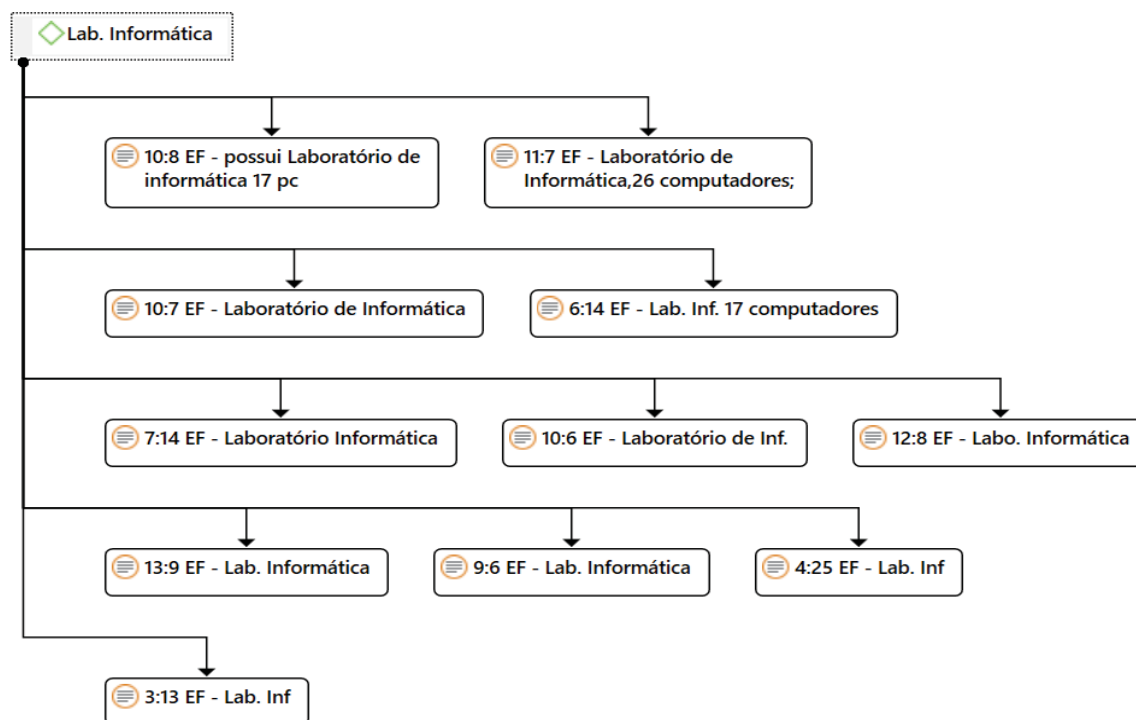 Lab. Informática
10:8 EF - possui Laboratório de
informática 17 pc
11:7 EF - Laboratório de
Informática,26 computadores;
10:7 EF - Laboratório de Informática
6:14 EF - Lab. Inf. 17 computadores
7:14 EF - Laboratório Informática
10:6 EF - Laboratório de Inf.
12:8 EF - Labo. Informática
13:9 EF - Lab. Informática
9:6 EF - Lab. Informática
4:25 EF - Lab. Inf
3:13 EF - Lab. Inf